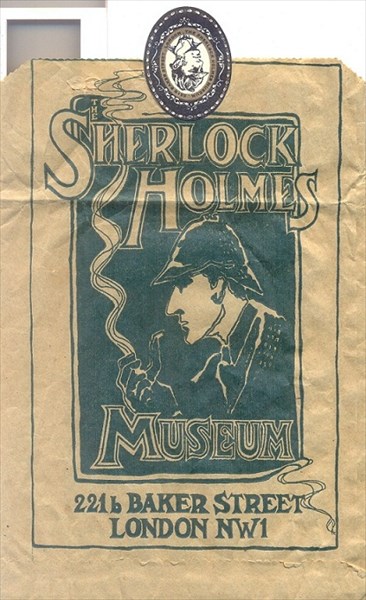 THE
SHERLOCK
HOLMES
MUSEUM
221b BAKER STREET
LONDON NW1